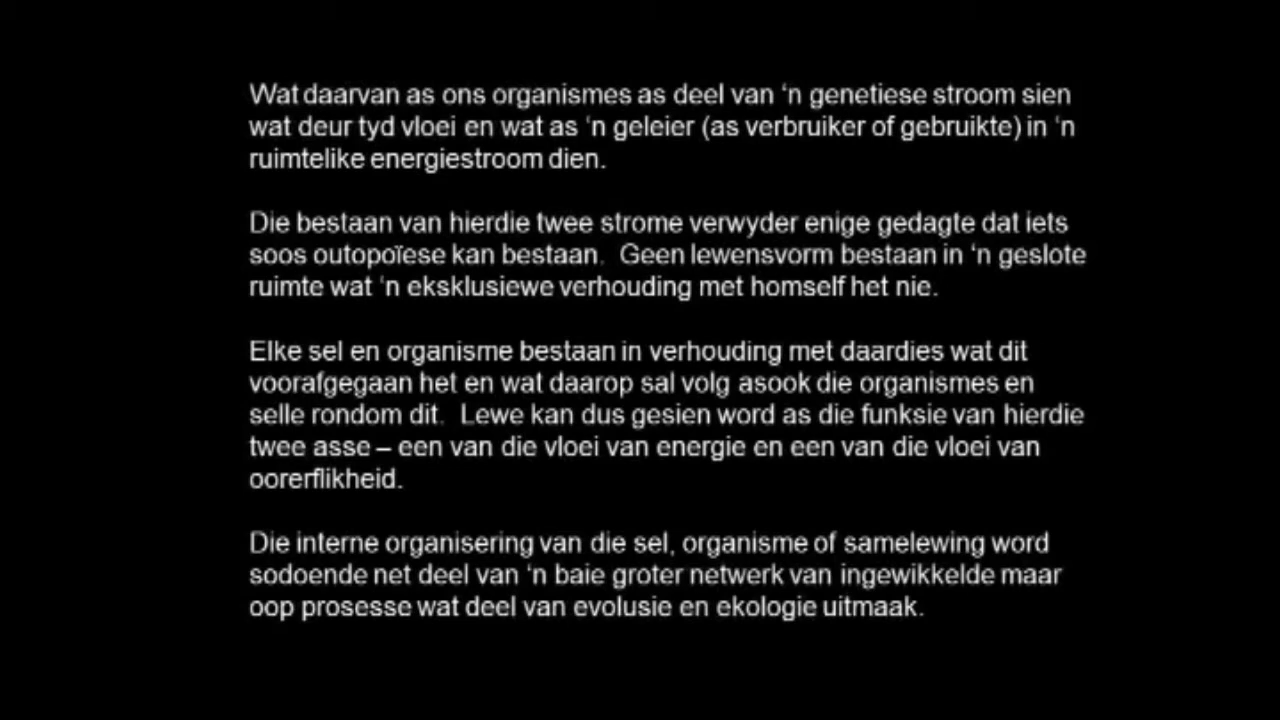 Wat daarvan as ons organismes as deel van ‘n genetiese stroom sien
wat deur tyd vloei en wat as ‘n geleier (as verbruiker of gebruikte) in ‘n
ruimtelike energiestroom dien.
Die bestaan van hierdie twee strome verwyder enige gedagte dat iets
soos outopoïese kan bestaan. Geen lewensvorm bestaan in ‘n geslote
ruimte wat ‘n eksklusiewe verhouding met homself het nie.
Elke sel en organisme bestaan in verhouding met daardies wat dit
voorafgegaan het en wat daarop sal volg asook die organismes en
selle rondom dit. Lewe kan dus gesien word as die funksie van hierdie
twee asse – een van die vloei van energie en een van die vloei van
oorerflikheid.
Die interne organisering van die sel, organisme of samelewing word
sodoende net deel van ‘n baie groter netwerk van ingewikkelde maar
oop prosesse wat deel van evolusie en ekologie uitmaak.